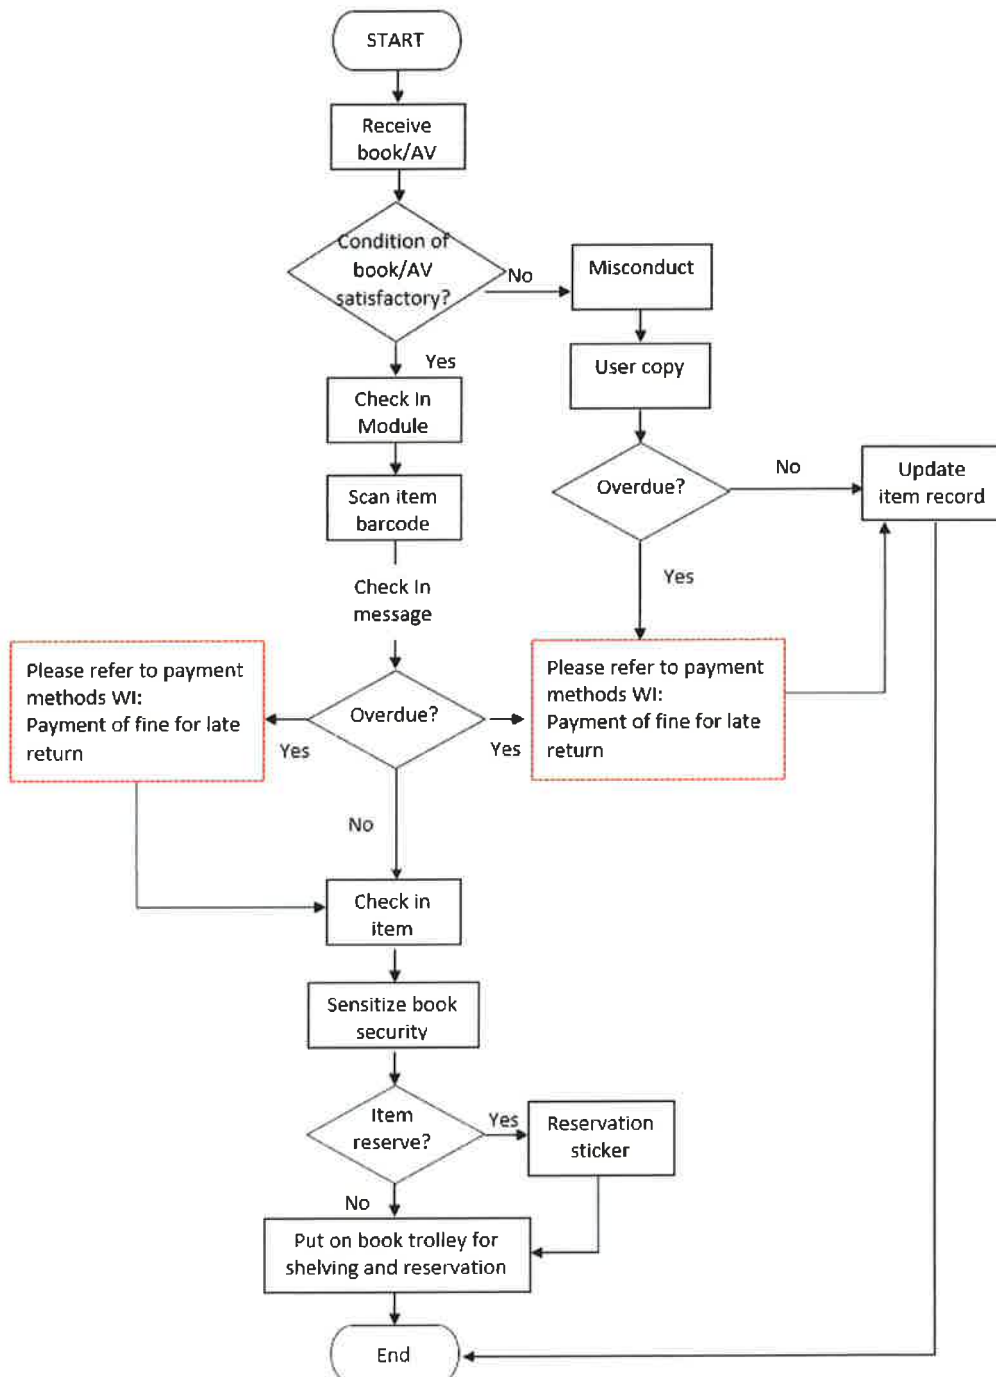 START
Receive
book/AV
Condition of
book/AV
satisfactory?
No
Misconduct
Yes
User copy
Check In
Module
Overdue?
No
Update
item record
Scan item
barcode
Yes
Check In
message
Please refer to payment
methods WI:
Payment of fine for late
return
Overdue?
Yes
Yes
Please refer to payment
methods WI:
Payment of fine for late
return
No
Check in
item
Sensitize book
security
Item
reserve?
Yes
Reservation
sticker
No
Put on book trolley for
shelving and reservation
End